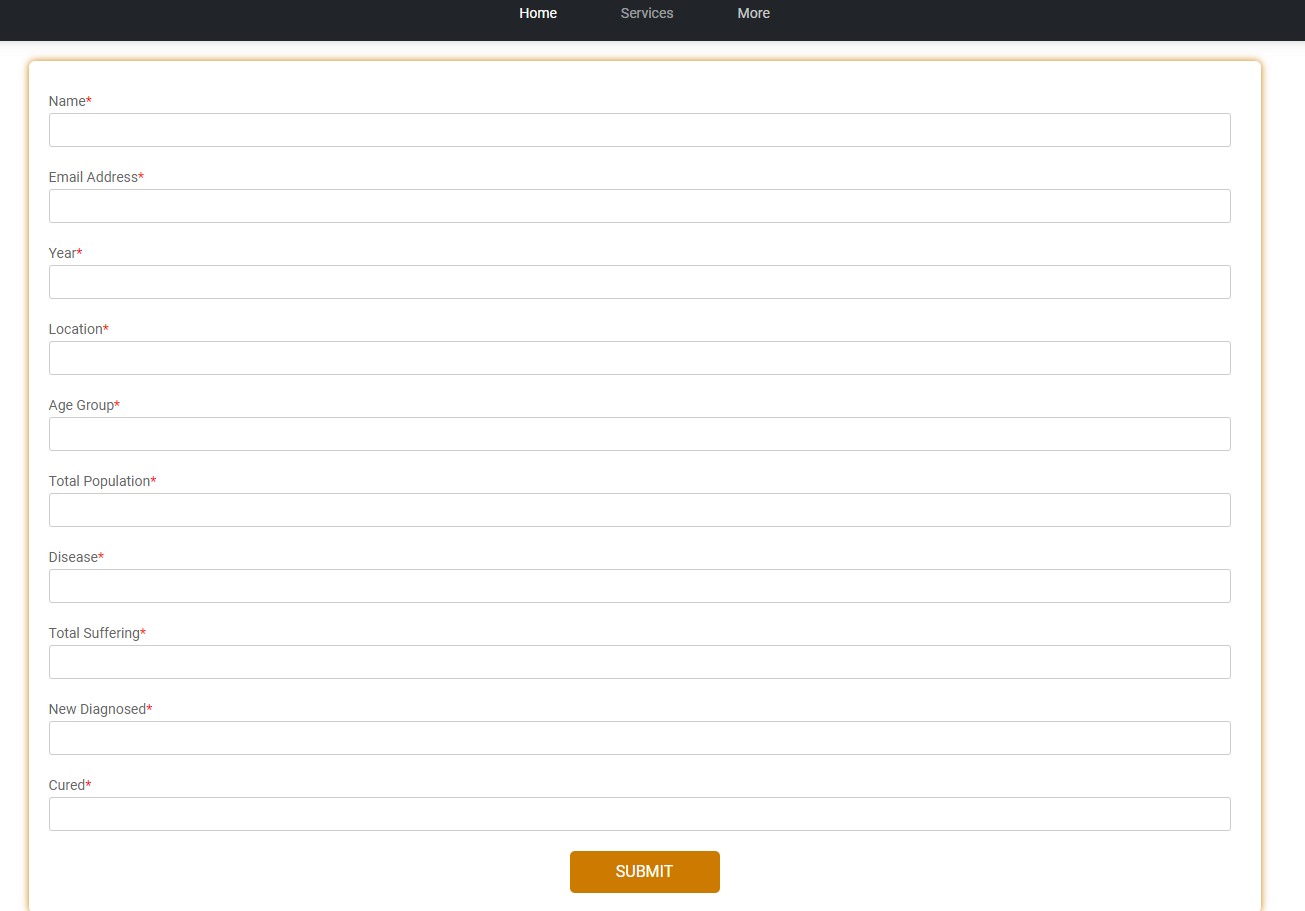 Home Services More
Name*
Email Address*
Year*
Location*
Age Group*
Total Population*
Disease*
Total Suffering*
New Diagnosed*
Cured*
SUBMIT